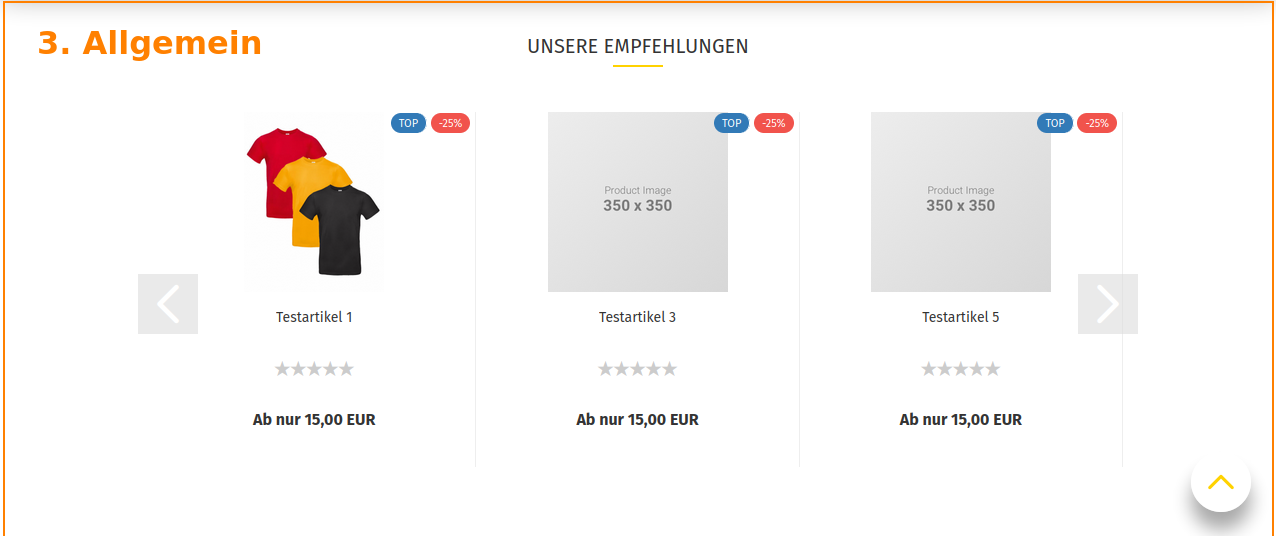 3. Allgemein
UNSERE EMPFEHLUNGEN
TOP -25%
TOP -25%
TOP -25%
Product Image
350 x 350
Product Image
350 x 350
Testartikel 1
Testartikel 3
Testartikel 5
Ab nur 15,00 EUR
Ab nur 15,00 EUR
Ab nur 15,00 EUR